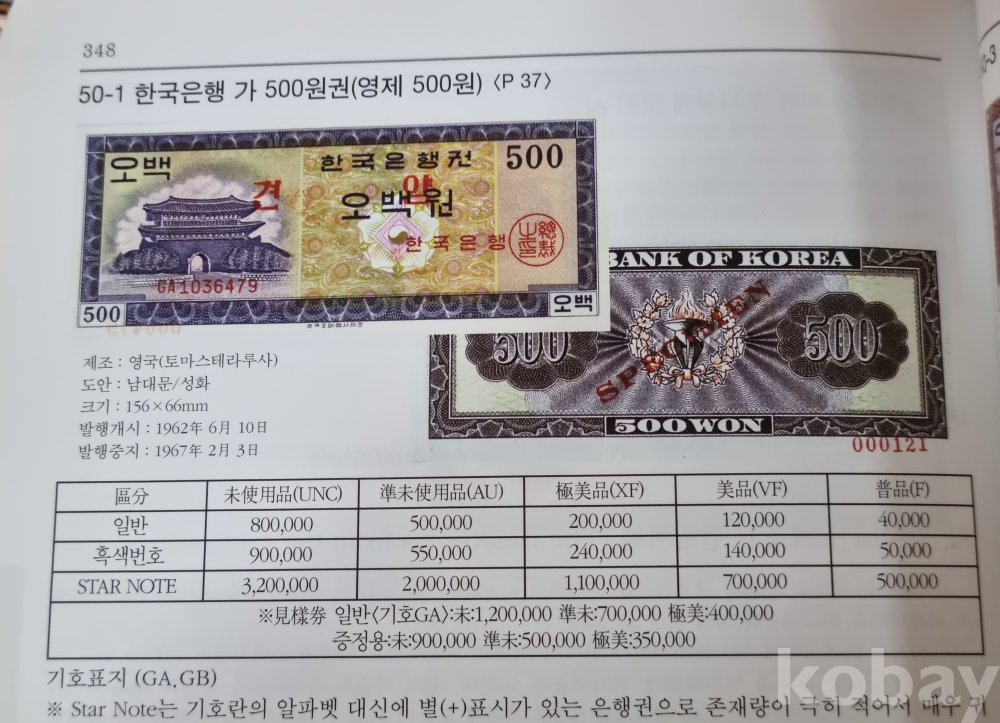 348
50-1 한국은행 가 500원권(영제 500원) 〈P 37〉
오백
한국은행권
500
견 양
오백원
한국은행
GA1036479
500
오백
BANK OF KOREA
500
500
SPECIMEN
500 WON
000121
제조 : 영국(토마스테라루사)
도안 : 남대문/성화
크기 : 156×66mm
발행개시 : 1962年 6月 10日
발행중지 : 1967年 2月 3日
區分 未使用品(UNC) 準未使用品(AU) 極美品(XF) 美品(VF) 普品(F)
일반 800,000 500,000 200,000 120,000 40,000
흑색번호 900,000 550,000 240,000 140,000 50,000
STAR NOTE 3,200,000 2,000,000 1,100,000 700,000 500,000
※見樣券 일반〈기호GA〉:未:1,200,000 準未:700,000 極美:400,000
증정용:未:900,000 準未:500,000 極美:350,000
기호표지 (GA.GB)
※ Star Note는 기호란의 알파벳 대신에 별(+)표시가 있는 은행권으로 존재량이 극히 적어서 매우 귀
kobay